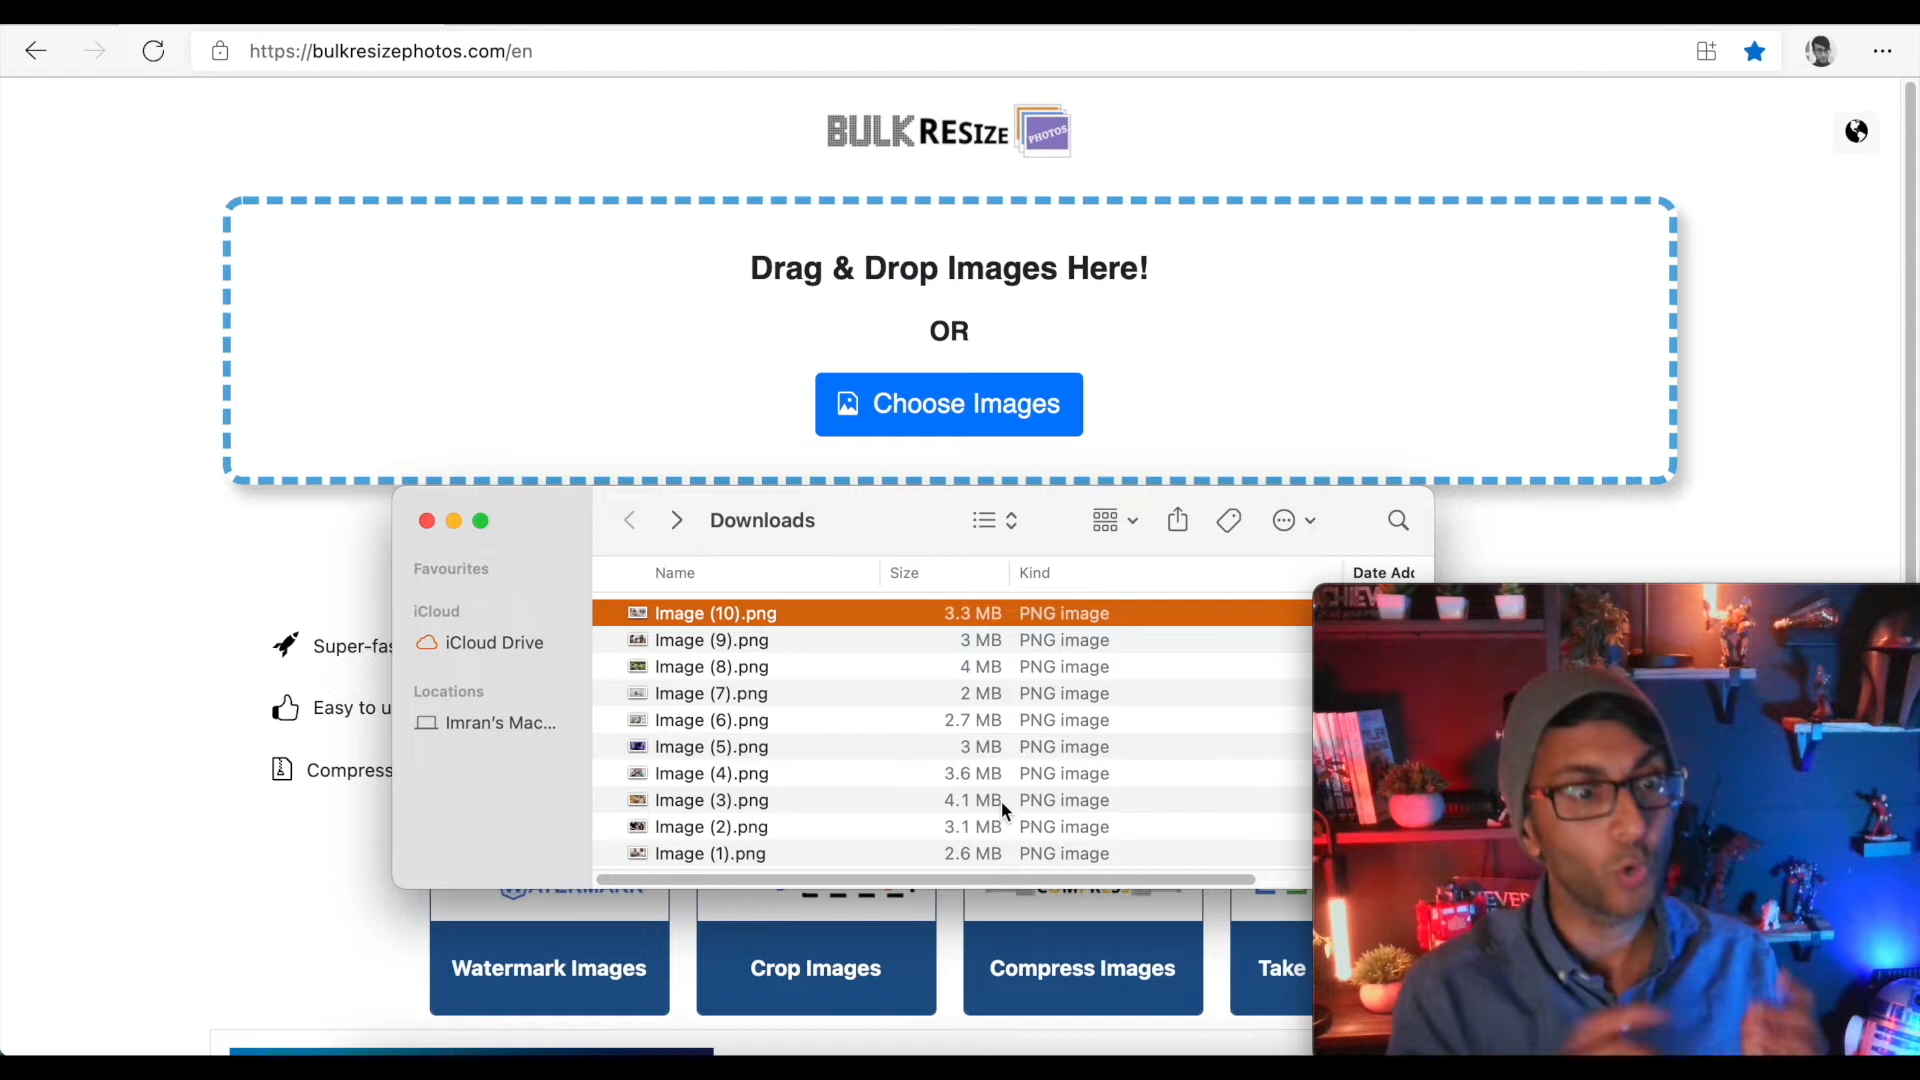 https://bulkresizephotos.com/en
BULK RESIZE PHOTOS
Drag & Drop Images Here!
OR
Choose Images
Downloads
Favourites
iCloud
iCloud Drive
Locations
Imran's Mac...
Name Size Kind Date Adc
Image (10).png 3.3 MB PNG image
Image (9).png 3 MB PNG image
Image (8).png 4 MB PNG image
Image (7).png 2 MB PNG image
Image (6).png 2.7 MB PNG image
Image (5).png 3 MB PNG image
Image (4).png 3.6 MB PNG image
Image (3).png 4.1 MB PNG image
Image (2).png 3.1 MB PNG image
Image (1).png 2.6 MB PNG image
Super-fas
Easy to u
Compress
WATERMARK
COMPRESS
Watermark Images
Crop Images
Compress Images
Take